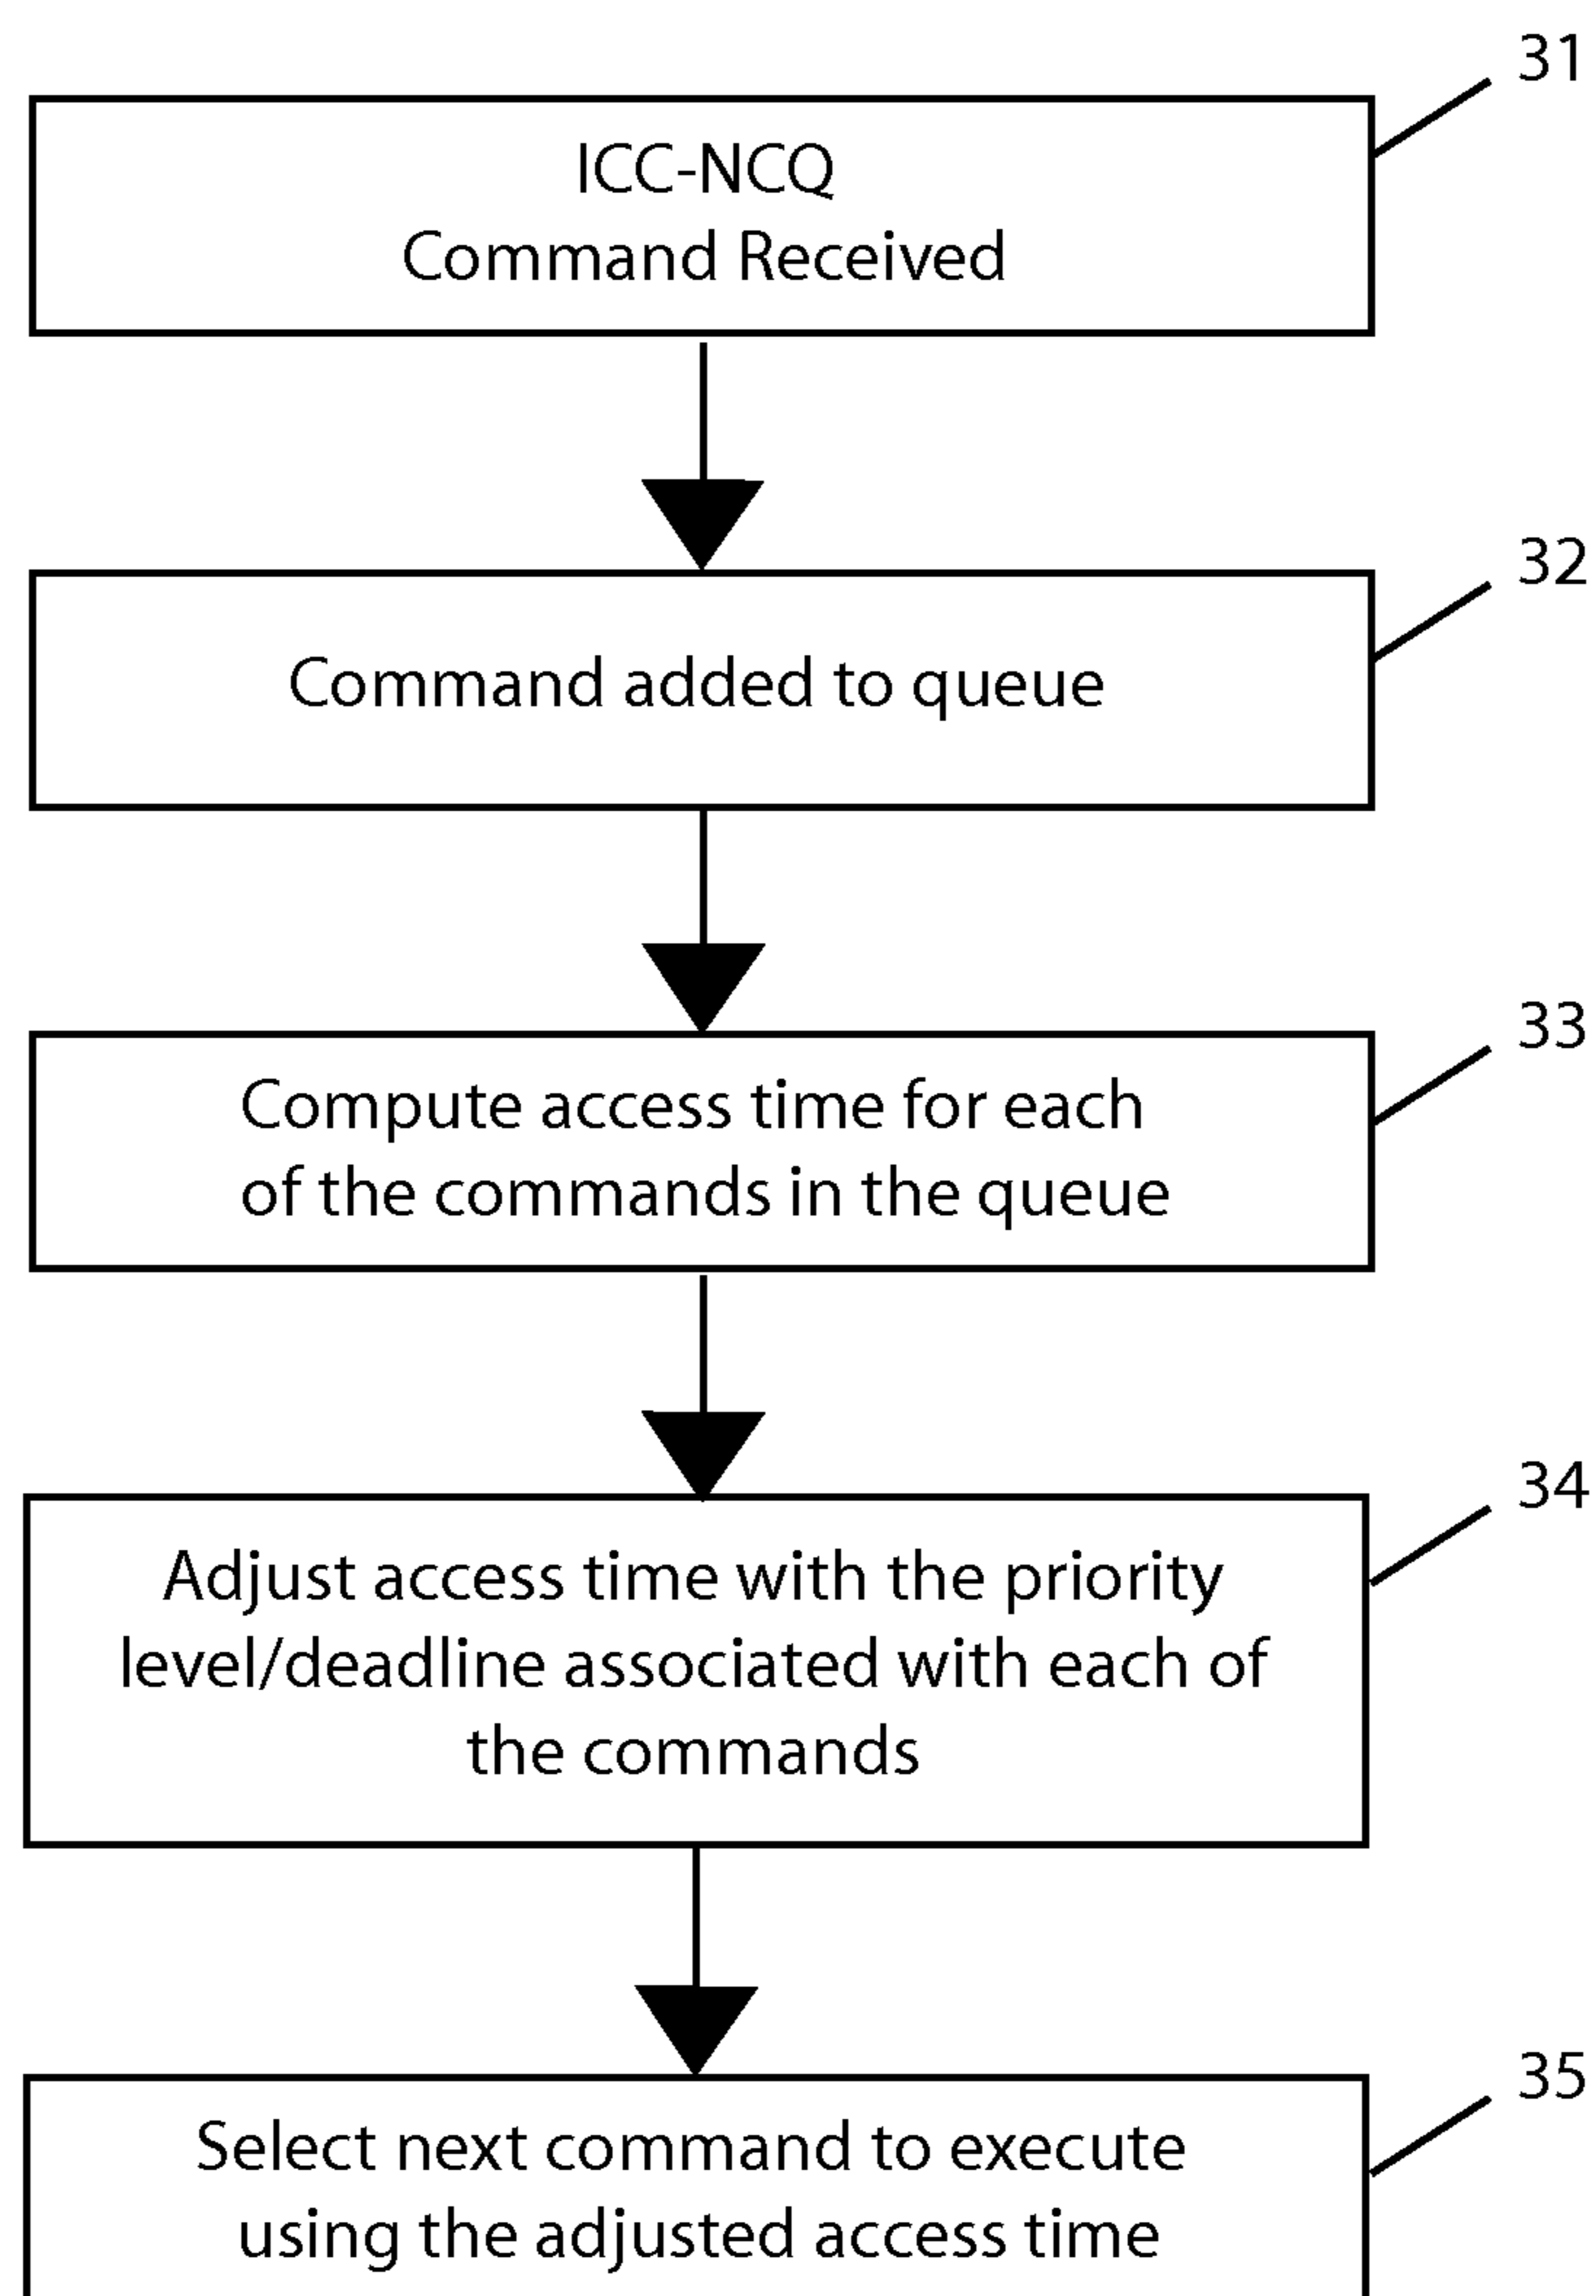 31
ICC-NCQ
Command Received
32
Command added to queue
33
Compute access time for each
of the commands in the queue
34
Adjust access time with the priority
level/deadline associated with each of
the commands
35
Select next command to execute
using the adjusted access time